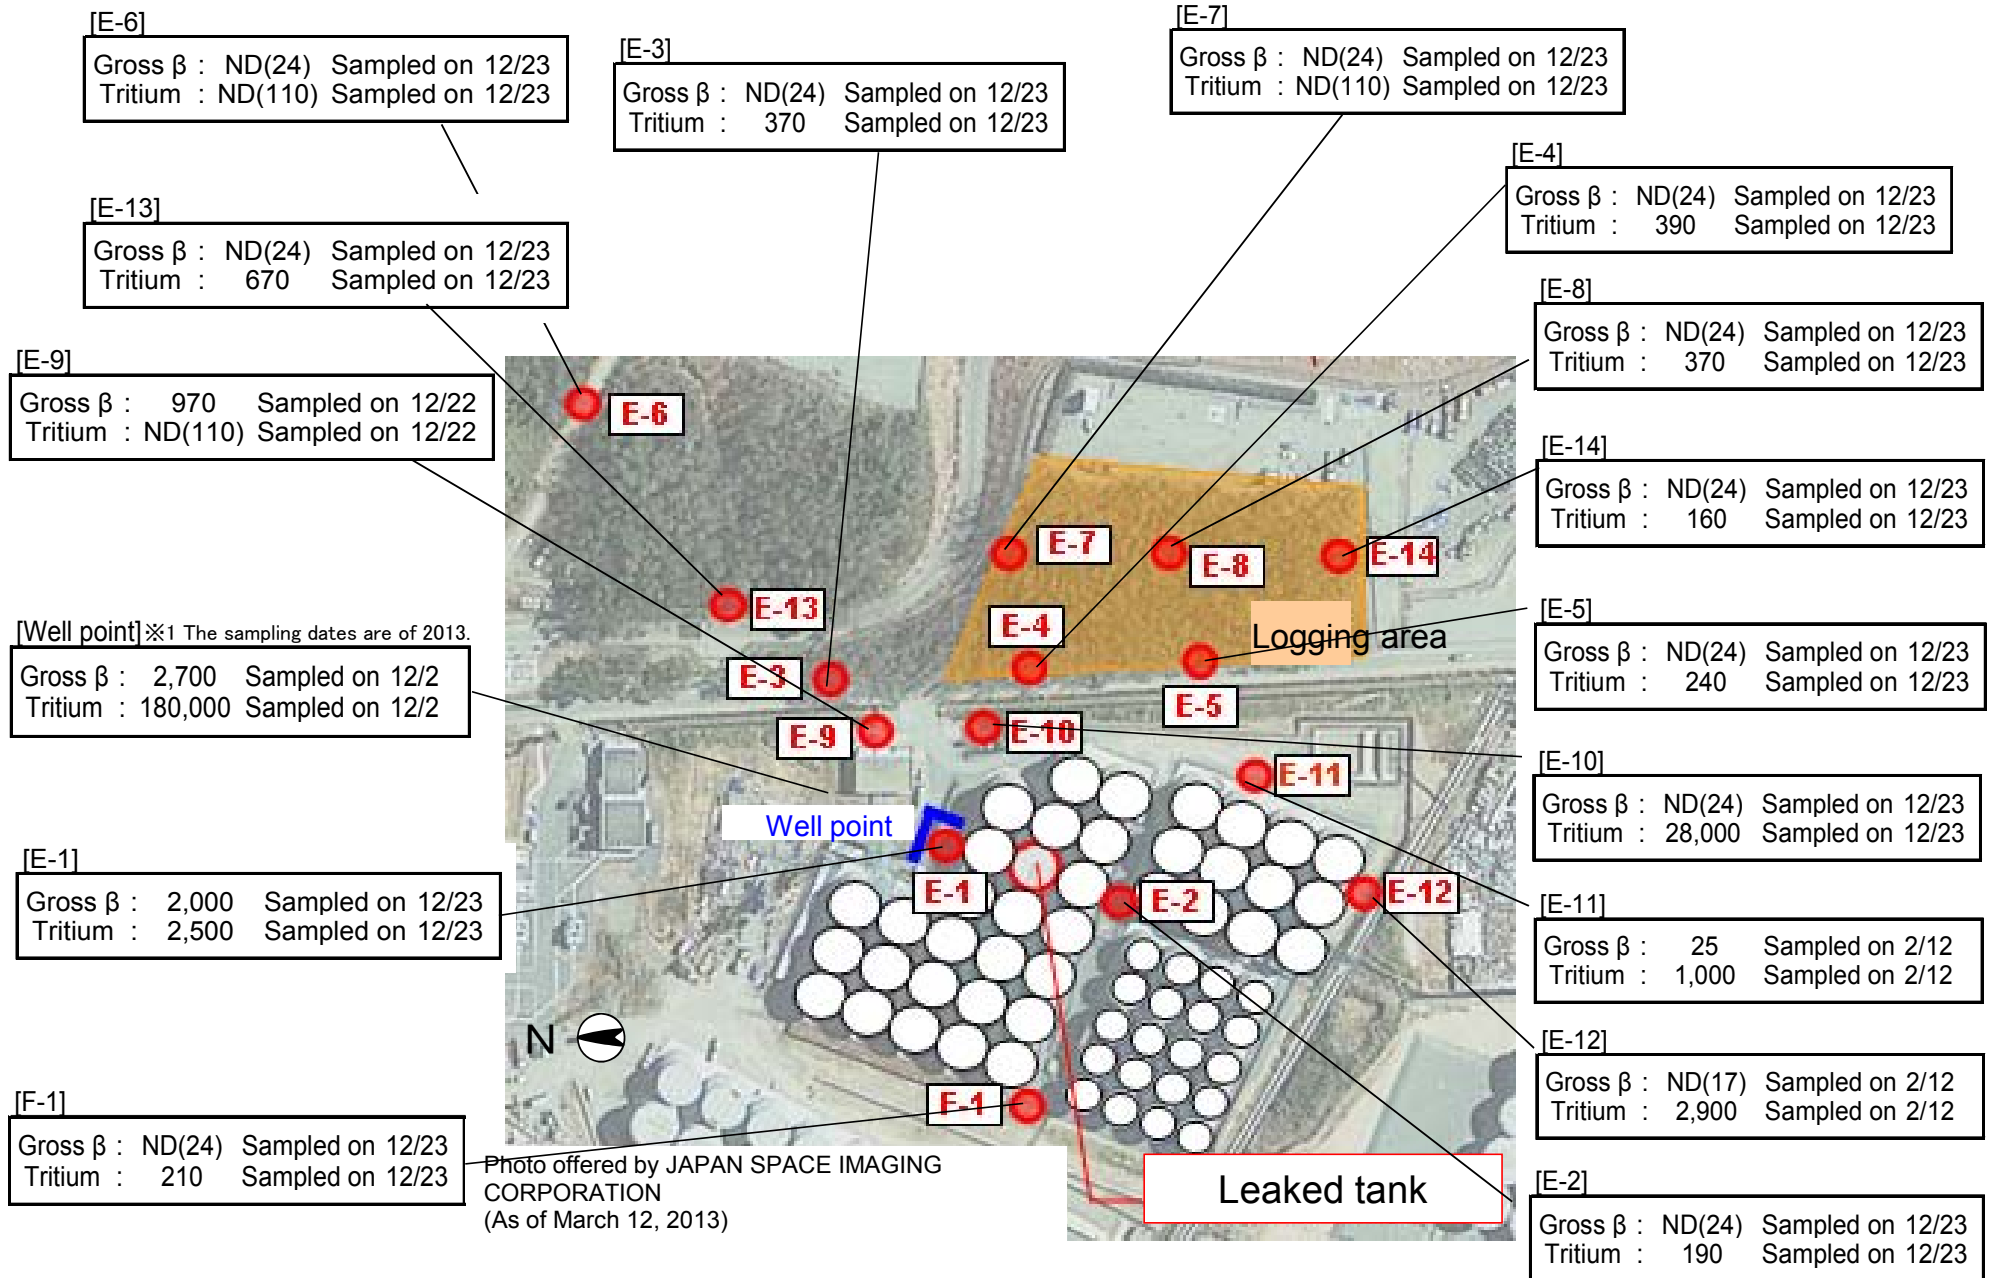 [E-6]
Gross β : ND(24) Sampled on 12/23
Tritium : ND(110) Sampled on 12/23
[E-3]
Gross β : ND(24) Sampled on 12/23
Tritium : 370 Sampled on 12/23
[E-7]
Gross β : ND(24) Sampled on 12/23
Tritium : ND(110) Sampled on 12/23
[E-4]
Gross β : ND(24) Sampled on 12/23
Tritium : 390 Sampled on 12/23
[E-13]
Gross β : ND(24) Sampled on 12/23
Tritium : 670 Sampled on 12/23
[E-8]
Gross β : ND(24) Sampled on 12/23
Tritium : 370 Sampled on 12/23
[E-9]
Gross β : 970 Sampled on 12/22
Tritium : ND(110) Sampled on 12/22
[E-14]
Gross β : ND(24) Sampled on 12/23
Tritium : 160 Sampled on 12/23
[Well point]※1 The sampling dates are of 2013.
Gross β : 2,700 Sampled on 12/2
Tritium : 180,000 Sampled on 12/2
[E-5]
Gross β : ND(24) Sampled on 12/23
Tritium : 240 Sampled on 12/23
[E-10]
Gross β : ND(24) Sampled on 12/23
Tritium : 28,000 Sampled on 12/23
[E-1]
Gross β : 2,000 Sampled on 12/23
Tritium : 2,500 Sampled on 12/23
[E-11]
Gross β : 25 Sampled on 2/12
Tritium : 1,000 Sampled on 2/12
[E-12]
Gross β : ND(17) Sampled on 2/12
Tritium : 2,900 Sampled on 2/12
[F-1]
Gross β : ND(24) Sampled on 12/23
Tritium : 210 Sampled on 12/23
[E-2]
Gross β : ND(24) Sampled on 12/23
Tritium : 190 Sampled on 12/23
E-6
E-7
E-8
E-14
E-13
E-4
Logging area
E-3
E-5
E-9
E-10
E-11
Well point
E-1
E-2
E-12
N
F-1
Leaked tank
Photo offered by JAPAN SPACE IMAGING
CORPORATION
(As of March 12, 2013)